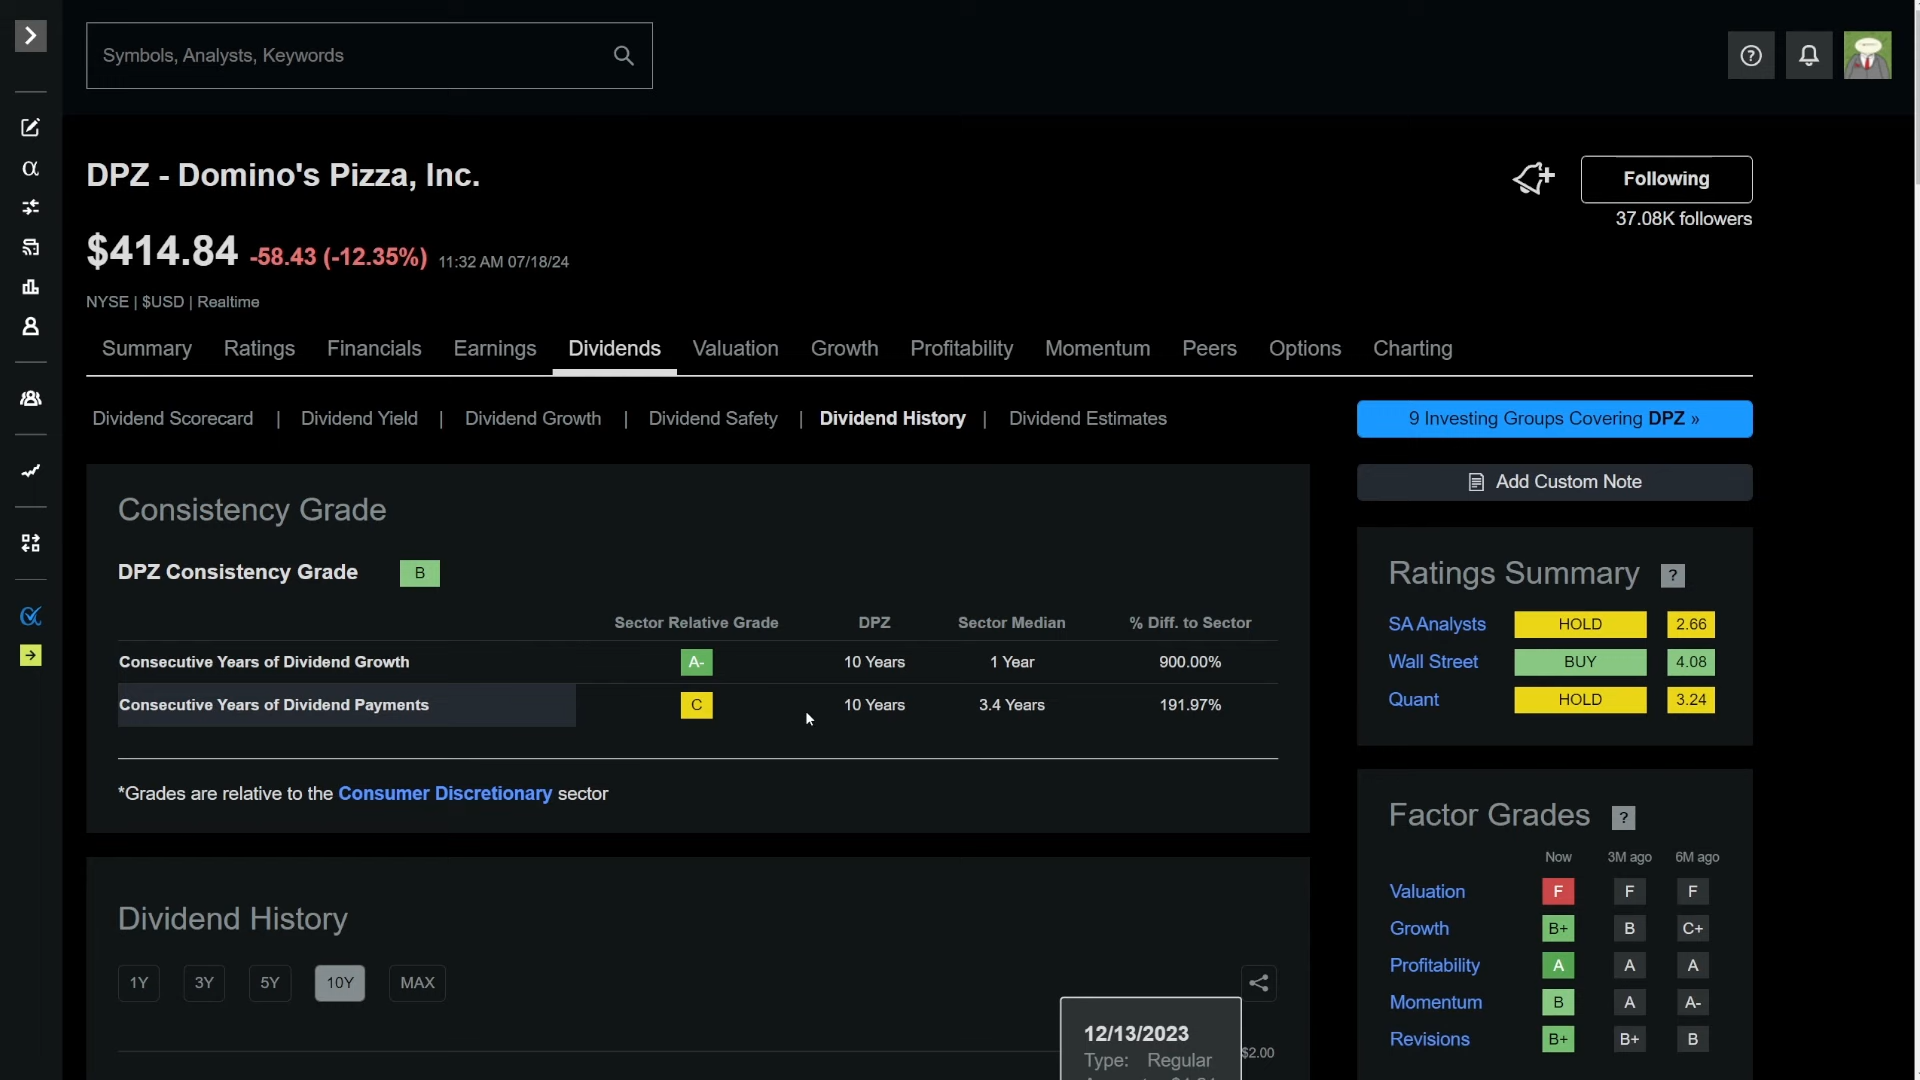 Symbols, Analysts, Keywords
DPZ - Domino's Pizza, Inc.
Following
37.08K followers
$414.84 -58.43 (-12.35%) 11:32 AM 07/18/24
NYSE | $USD | Realtime
Summary Ratings Financials Earnings Dividends Valuation Growth Profitability Momentum Peers Options Charting
Dividend Scorecard | Dividend Yield | Dividend Growth | Dividend Safety | Dividend History | Dividend Estimates
9 Investing Groups Covering DPZ »
Add Custom Note
Consistency Grade
DPZ Consistency Grade B
Sector Relative Grade DPZ Sector Median % Diff. to Sector
Consecutive Years of Dividend Growth A- 10 Years 1 Year 900.00%
Consecutive Years of Dividend Payments C 10 Years 3.4 Years 191.97%
*Grades are relative to the Consumer Discretionary sector
Ratings Summary ?
SA Analysts HOLD 2.66
Wall Street BUY 4.08
Quant HOLD 3.24
Factor Grades ?
Now 3M ago 6M ago
Valuation F F F
Growth B+ B C+
Profitability A A A
Momentum B A A-
Revisions B+ B+ B
Dividend History
1Y 3Y 5Y 10Y MAX
12/13/2023
Type: Regular
$2.00